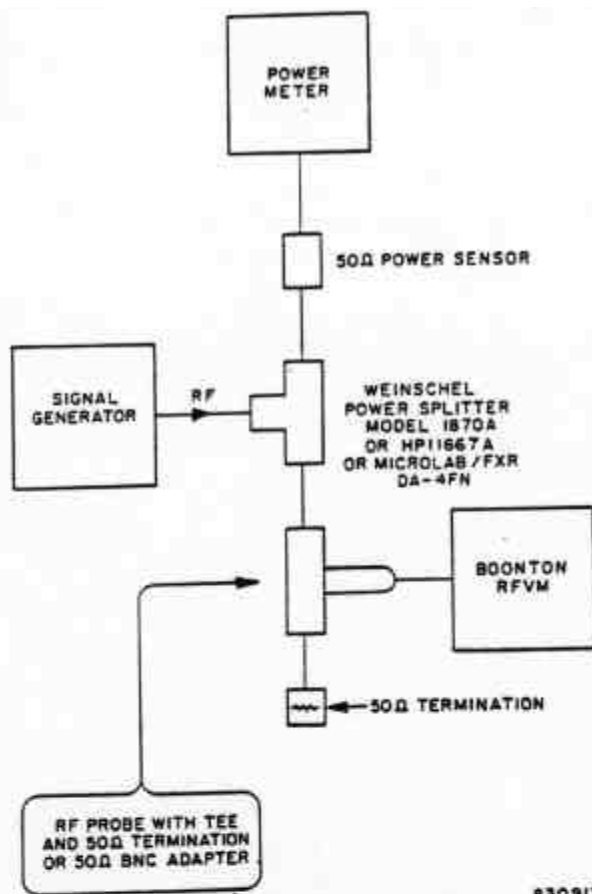 POWER
METER
50Ω POWER SENSOR
SIGNAL
GENERATOR
RF
WEINSCHEL
POWER SPLITTER
MODEL 1870A
OR HP11667A
OR MICROLAB/FXR
DA-4FN
BOONTON
RFVM
50Ω TERMINATION
RF PROBE WITH TEE
AND 50Ω TERMINATION
OR 50Ω BNC ADAPTER